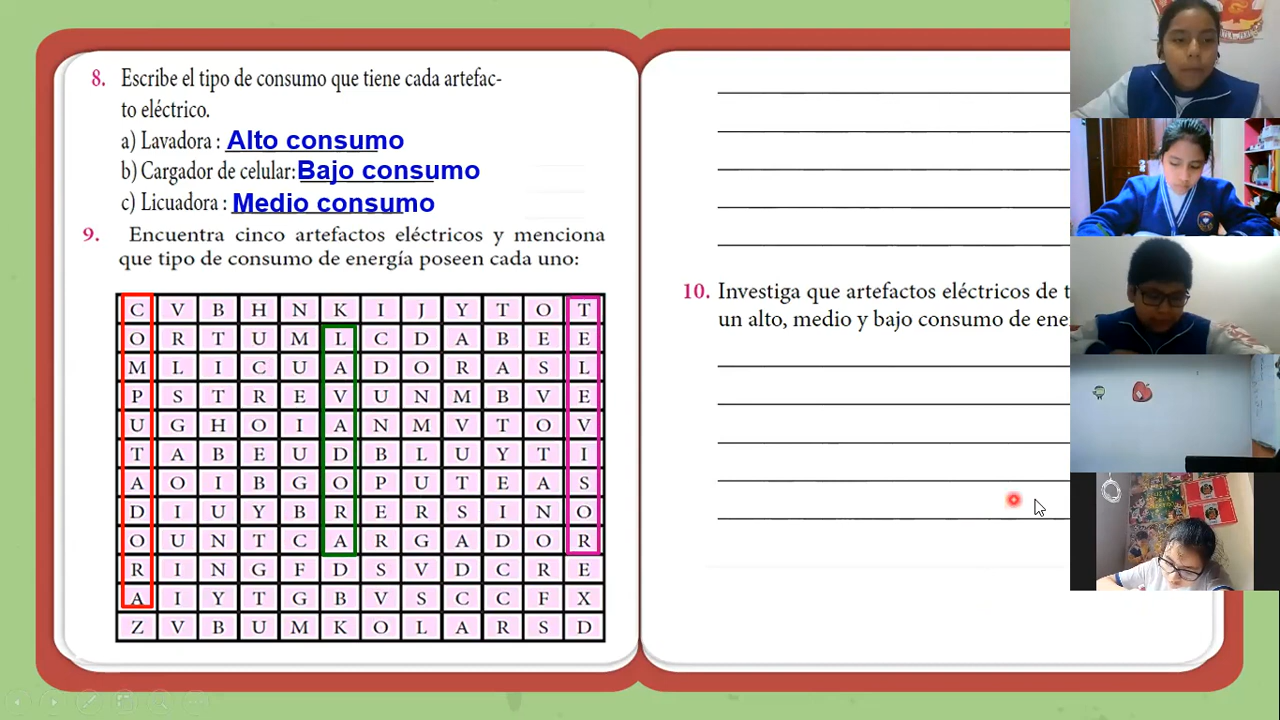 8. Escribe el tipo de consumo que tiene cada artefac-
to eléctrico.
a) Lavadora : Alto consumo
b) Cargador de celular: Bajo consumo
c) Licuadora : Medio consumo
9. Encuentra cinco artefactos eléctricos y menciona
que tipo de consumo de energía poseen cada uno:
C V B H N K I J Y T O T
O R T U M L C D A B E E
M L I C U A D O R A S L
P S T R E V U N M B V E
U G H O I A N M V T O V
T A B E U D B L U Y T I
A O I B G O P U T E A S
D I U Y B R E R S I N O
O U N T C A R G A D O R
R I N G F D S V D C R E
A I Y T G B V S C C F X
Z V B U M K O L A R S D
10. Investiga que artefactos eléctricos de t
un alto, medio y bajo consumo de ene